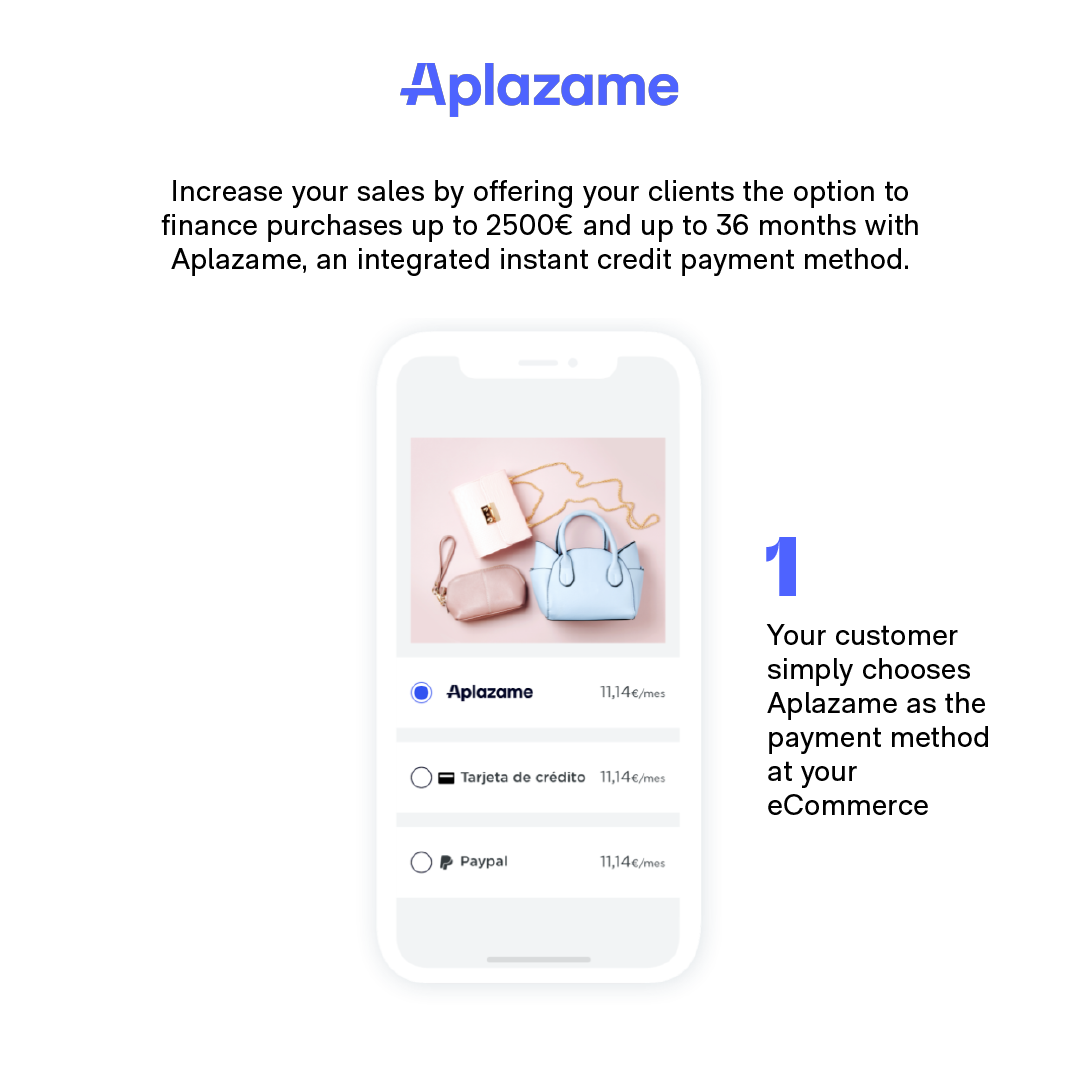 Aplazame
Increase your sales by offering your clients the option to
finance purchases up to 2500€ and up to 36 months with
Aplazame, an integrated instant credit payment method.
Aplazame 11,14€/mes
Tarjeta de crédito 11,14€/mes
Paypal 11,14€/mes
1
Your customer
simply chooses
Aplazame as the
payment method
at your
eCommerce